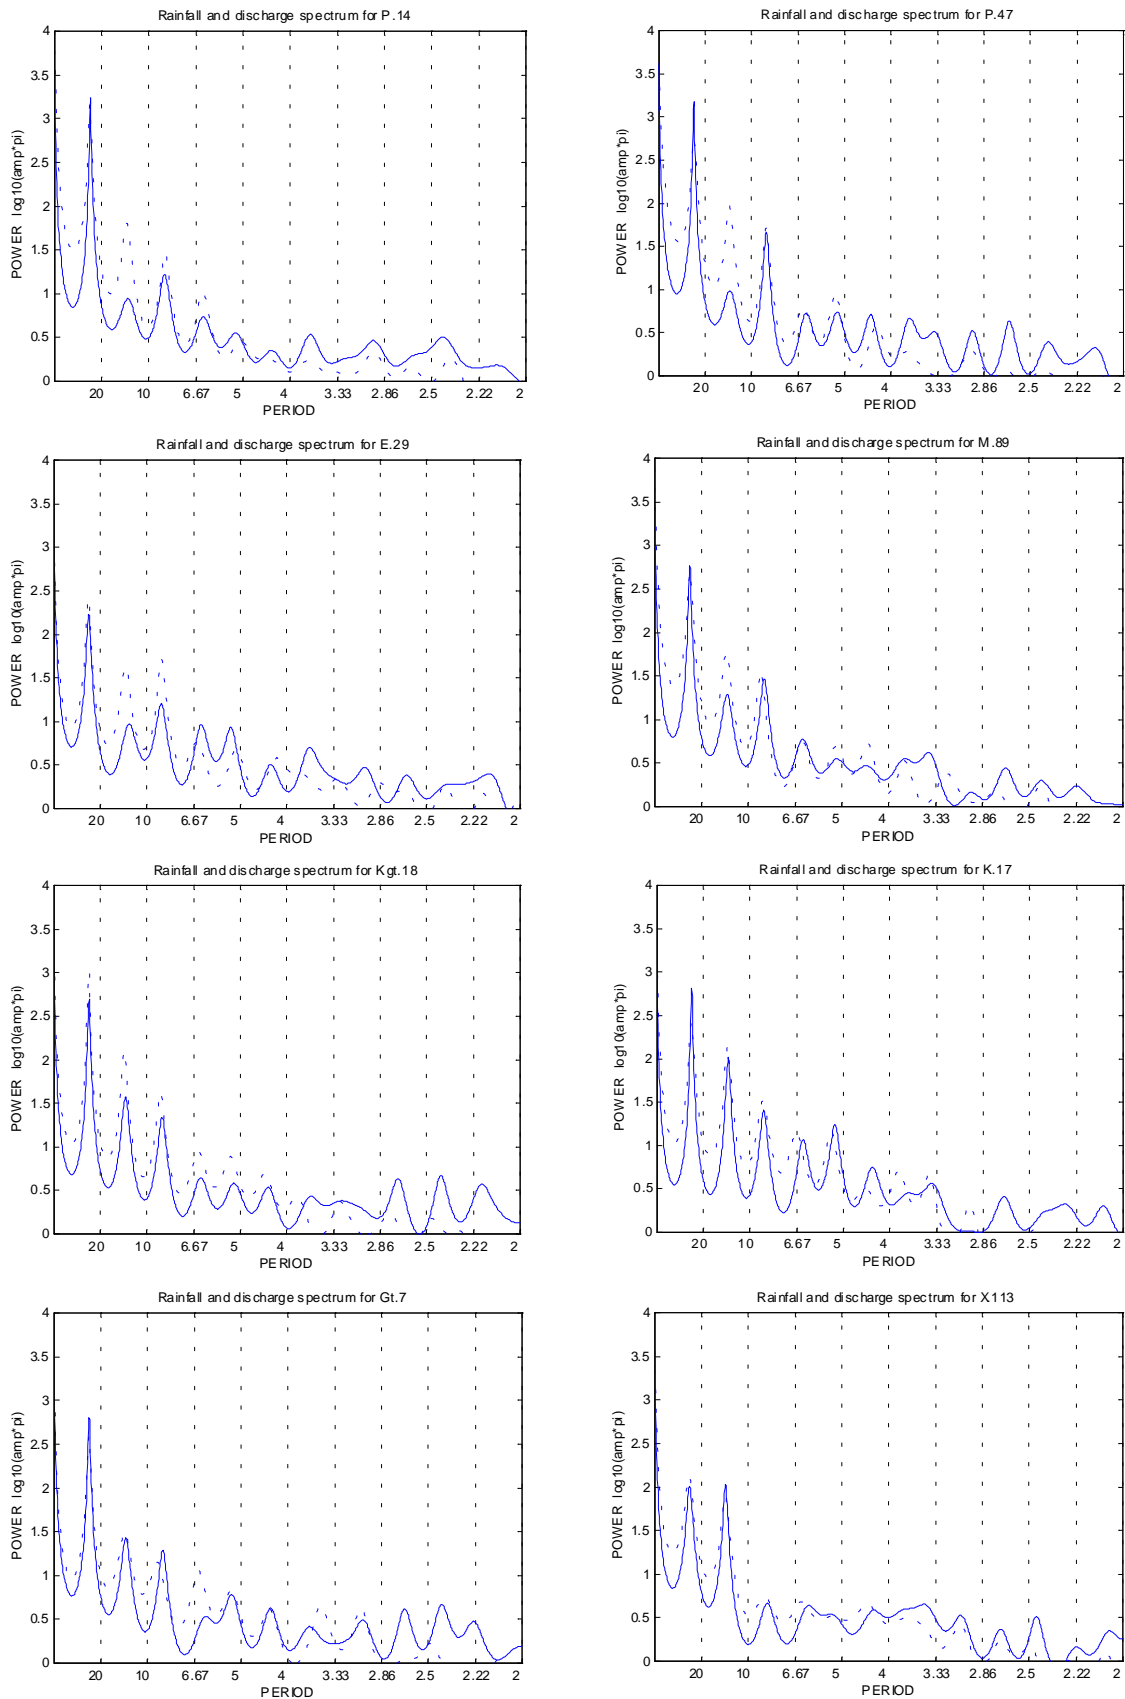 Rainfall and discharge spectrum for P.14
4
3.5
3
2.5
2
1.5
1
0.5
0
POWER log10(amp*pi)
20 10 6.67 5 4 3.33 2.86 2.5 2.22 2
PERIOD
Rainfall and discharge spectrum for P.47
4
3.5
3
2.5
2
1.5
1
0.5
0
POWER log10(amp*pi)
20 10 6.67 5 4 3.33 2.86 2.5 2.22 2
PERIOD
Rainfall and discharge spectrum for E.29
4
3.5
3
2.5
2
1.5
1
0.5
0
POWER log10(amp*pi)
20 10 6.67 5 4 3.33 2.86 2.5 2.22 2
PERIOD
Rainfall and discharge spectrum for M.89
4
3.5
3
2.5
2
1.5
1
0.5
0
POWER log10(amp*pi)
20 10 6.67 5 4 3.33 2.86 2.5 2.22 2
PERIOD
Rainfall and discharge spectrum for Kgt.18
4
3.5
3
2.5
2
1.5
1
0.5
0
POWER log10(amp*pi)
20 10 6.67 5 4 3.33 2.86 2.5 2.22 2
PERIOD
Rainfall and discharge spectrum for K.17
4
3.5
3
2.5
2
1.5
1
0.5
0
POWER log10(amp*pi)
20 10 6.67 5 4 3.33 2.86 2.5 2.22 2
PERIOD
Rainfall and discharge spectrum for Gt.7
4
3.5
3
2.5
2
1.5
1
0.5
0
POWER log10(amp*pi)
20 10 6.67 5 4 3.33 2.86 2.5 2.22 2
PERIOD
Rainfall and discharge spectrum for X113
4
3.5
3
2.5
2
1.5
1
0.5
0
POWER log10(amp*pi)
20 10 6.67 5 4 3.33 2.86 2.5 2.22 2
PERIOD